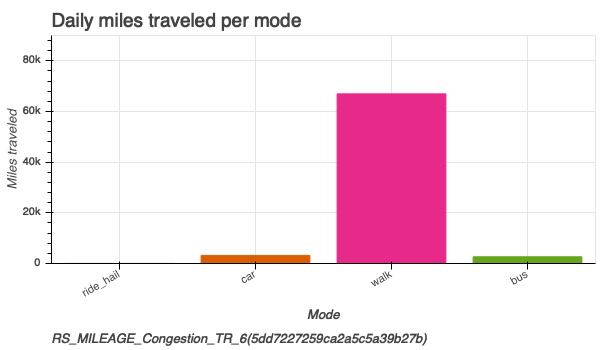 Daily miles traveled per mode
80k
60k
40k
20k
0
Miles traveled
ride_hail
car
walk
bus
Mode
RS_MILEAGE_Congestion_TR_6(5dd7227259ca2a5c5a39b27b)